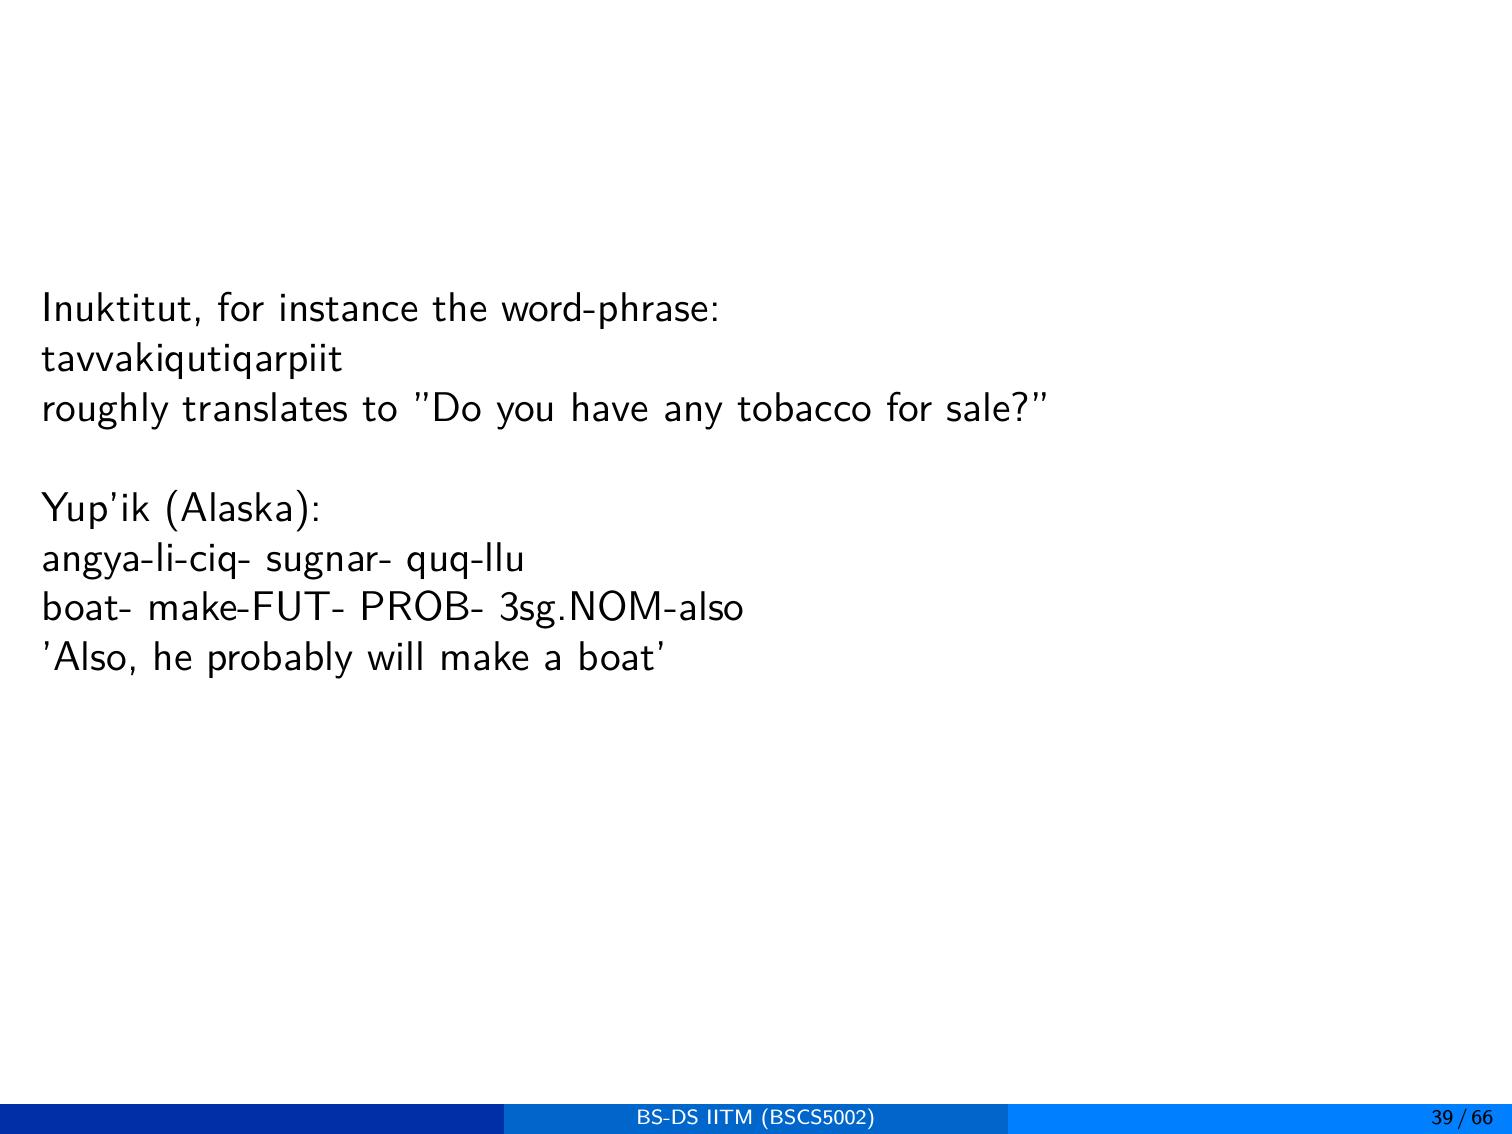 Inuktitut, for instance the word-phrase:
tavvakiqutiqarpiit
roughly translates to ”Do you have any tobacco for sale?”
Yup’ik (Alaska):
angya-li-ciq- sugnar- quq-llu
boat- make-FUT- PROB- 3sg.NOM-also
’Also, he probably will make a boat’
BS-DS IITM (BSCS5002)
39 / 66